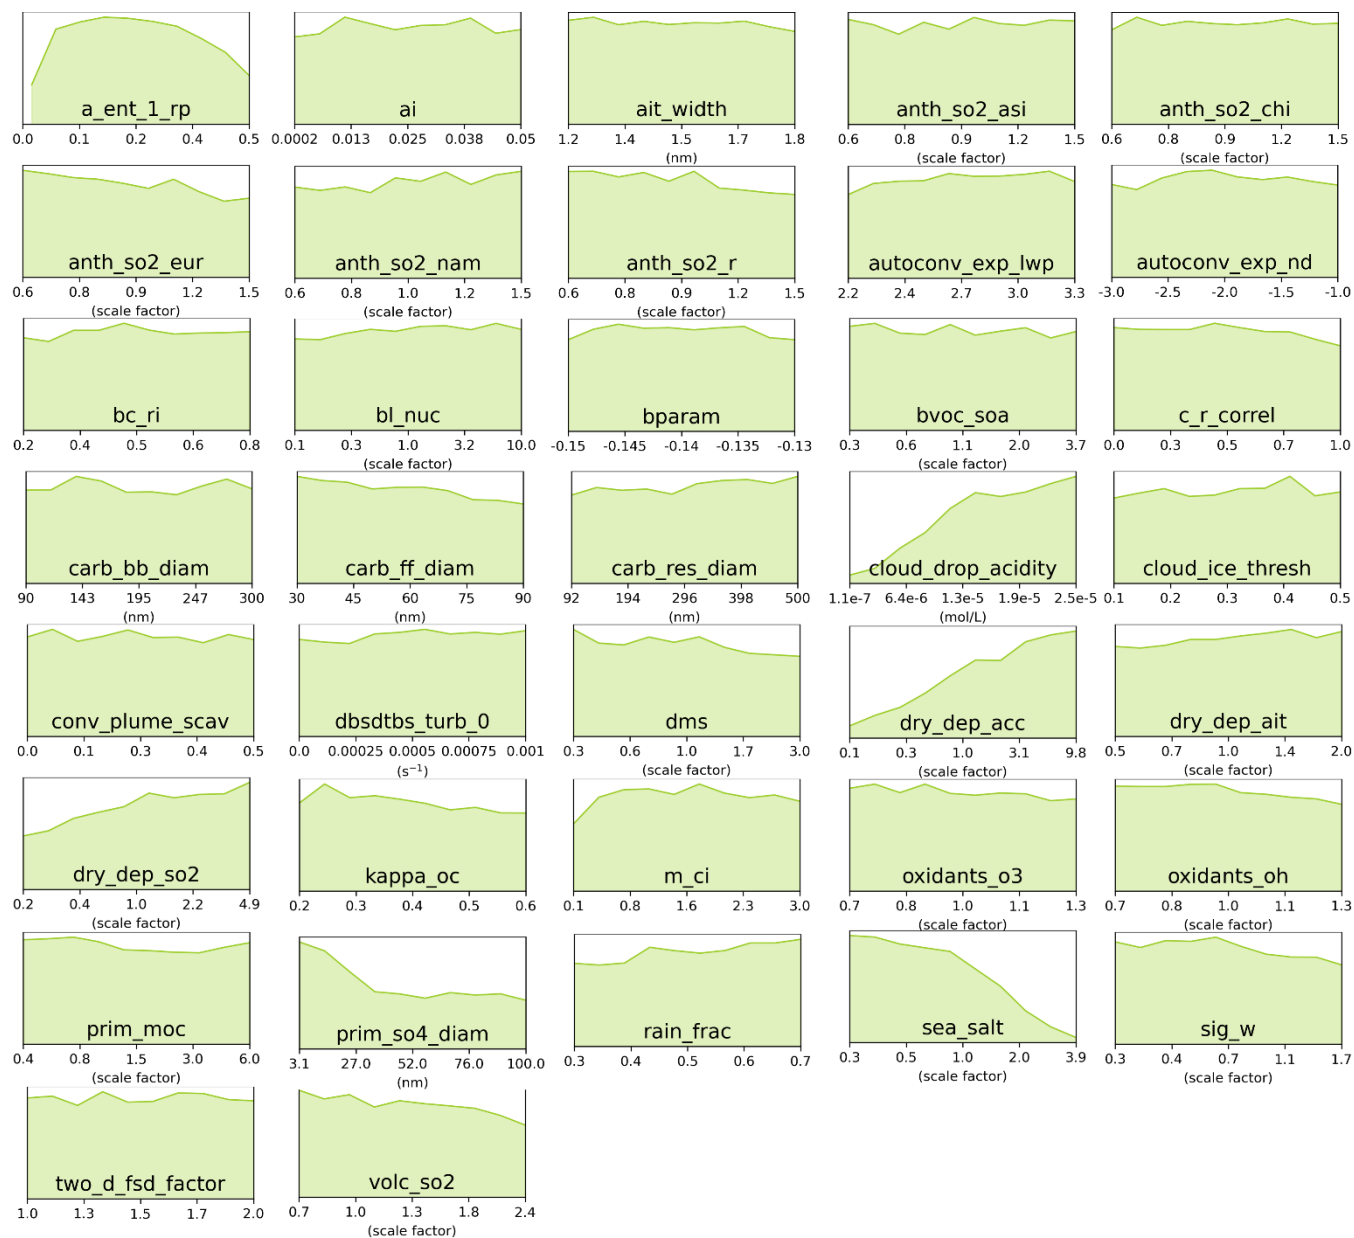 a_ent_1_rp
0.0 0.1 0.2 0.4 0.5
ai
0.0002 0.013 0.025 0.038 0.05
ait_width
1.2 1.4 1.5 1.7 1.8
(nm)
anth_so2_asi
0.6 0.8 0.9 1.2 1.5
(scale factor)
anth_so2_chi
0.6 0.8 0.9 1.2 1.5
(scale factor)
anth_so2_eur
0.6 0.8 0.9 1.2 1.5
(scale factor)
anth_so2_nam
0.6 0.8 1.0 1.2 1.5
(scale factor)
anth_so2_r
0.6 0.8 0.9 1.2 1.5
(scale factor)
autoconv_exp_lwp
2.2 2.4 2.7 3.0 3.3
autoconv_exp_nd
-3.0 -2.5 -2.0 -1.5 -1.0
bc_ri
0.2 0.4 0.5 0.6 0.8
bl_nuc
0.1 0.3 1.0 3.2 10.0
(scale factor)
bparam
-0.15 -0.145 -0.14 -0.135 -0.13
bvoc_soa
0.3 0.6 1.1 2.0 3.7
(scale factor)
c_r_correl
0.0 0.3 0.5 0.7 1.0
carb_bb_diam
90 143 195 247 300
(nm)
carb_ff_diam
30 45 60 75 90
(nm)
carb_res_diam
92 194 296 398 500
(nm)
cloud_drop_acidity
1.1e-7 6.4e-6 1.3e-5 1.9e-5 2.5e-5
(mol/L)
cloud_ice_thresh
0.1 0.2 0.3 0.4 0.5
conv_plume_scav
0.0 0.1 0.3 0.4 0.5
dbsdtbs_turb_0
0.0 0.00025 0.0005 0.00075 0.001
(s⁻¹)
dms
0.3 0.6 1.0 1.7 3.0
(scale factor)
dry_dep_acc
0.1 0.3 1.0 3.1 9.8
(scale factor)
dry_dep_ait
0.5 0.7 1.0 1.4 2.0
(scale factor)
dry_dep_so2
0.2 0.4 1.0 2.2 4.9
(scale factor)
kappa_oc
0.2 0.3 0.4 0.5 0.6
m_ci
0.1 0.8 1.6 2.3 3.0
oxidants_o3
0.7 0.8 1.0 1.1 1.3
(scale factor)
oxidants_oh
0.7 0.8 1.0 1.1 1.3
(scale factor)
prim_moc
0.4 0.8 1.5 3.0 6.0
(scale factor)
prim_so4_diam
3.1 27.0 52.0 76.0 100.0
(nm)
rain_frac
0.3 0.4 0.5 0.6 0.7
sea_salt
0.3 0.5 1.0 2.0 3.9
(scale factor)
sig_w
0.3 0.4 0.7 1.1 1.7
(scale factor)
two_d_fsd_factor
1.0 1.3 1.5 1.7 2.0
volc_so2
0.7 1.0 1.3 1.8 2.4
(scale factor)